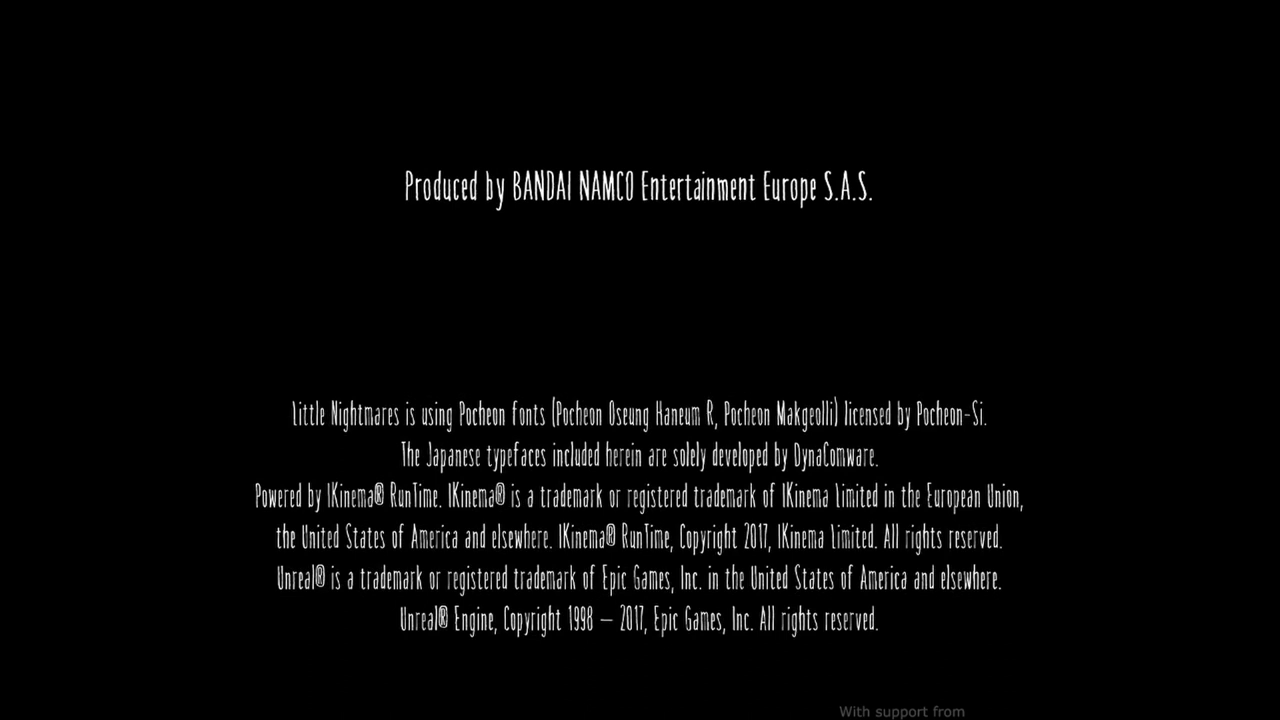 Produced by BANDAI NAMCO Entertainment Europe S.A.S.
Little Nightmares is using Pocheon fonts (Pocheon Oseung Haneum R, Pocheon Makgeolli) licensed by Pocheon-Si.
The Japanese typefaces included herein are solely developed by DynaComware.
Powered by IKinema® RunTime. IKinema® is a trademark or registered trademark of IKinema Limited in the European Union,
the United States of America and elsewhere. IKinema® RunTime, Copyright 2017, IKinema Limited. All rights reserved.
Unreal® is a trademark or registered trademark of Epic Games, Inc. in the United States of America and elsewhere.
Unreal® Engine, Copyright 1998 – 2017, Epic Games, Inc. All rights reserved.
With support from